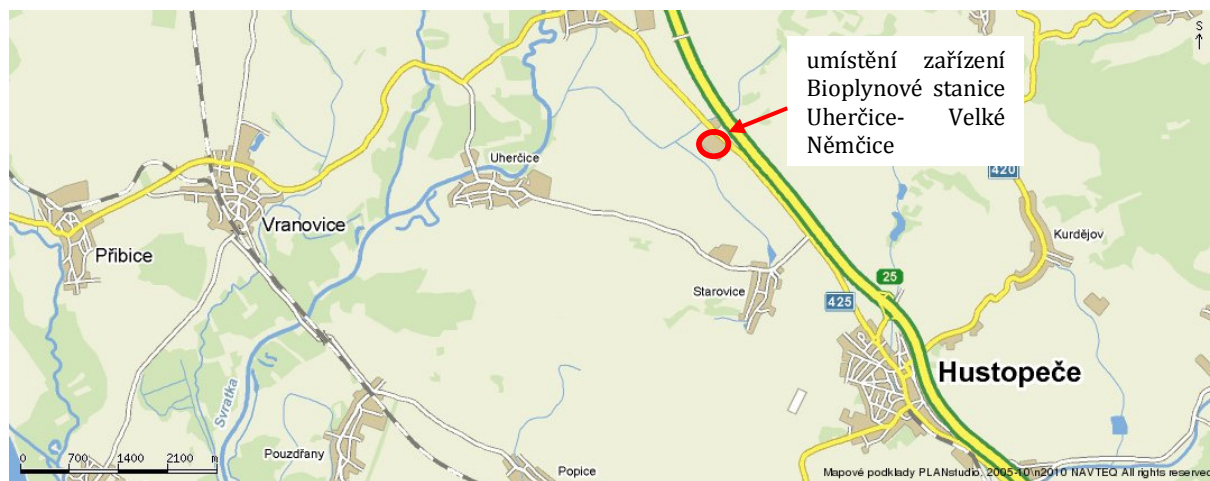 S
umístění zařízení
Bioplynové stanice
Uherčice- Velké
Němčice
420
Uherčice
Vranovice
Kurdějov
Přibice
25
Starovice
425
Hustopeče
Svratka
Pouzdřany
0 700 1400 2100 m
Popice
Mapové podklady PLANstudio, 2005-10\n2010 NAVTEQ All rights reserved